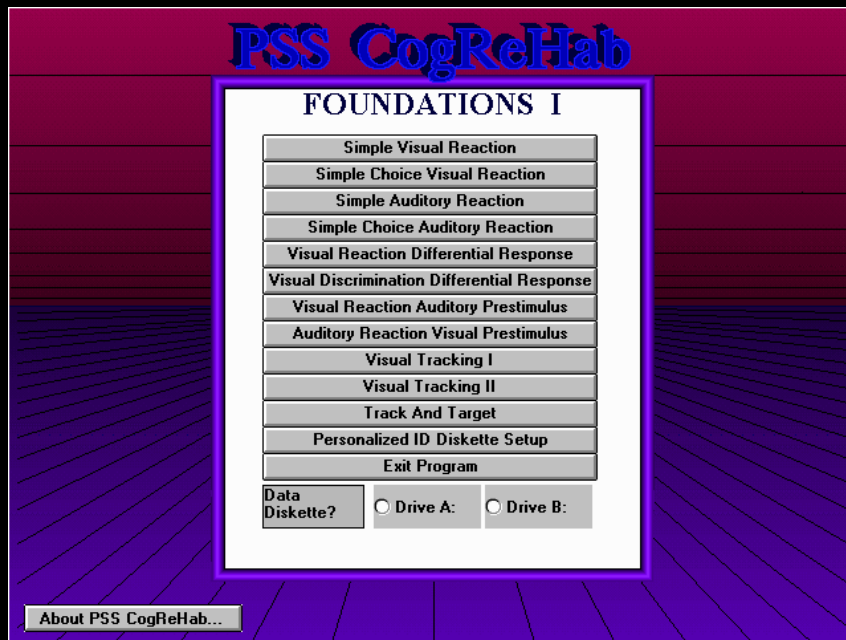 PSS CogReHab
FOUNDATIONS I
Simple Visual Reaction
Simple Choice Visual Reaction
Simple Auditory Reaction
Simple Choice Auditory Reaction
Visual Reaction Differential Response
Visual Discrimination Differential Response
Visual Reaction Auditory Prestimulus
Auditory Reaction Visual Prestimulus
Visual Tracking I
Visual Tracking II
Track And Target
Personalized ID Diskette Setup
Exit Program
Data
Diskette?
Drive A:
Drive B:
About PSS CogReHab...